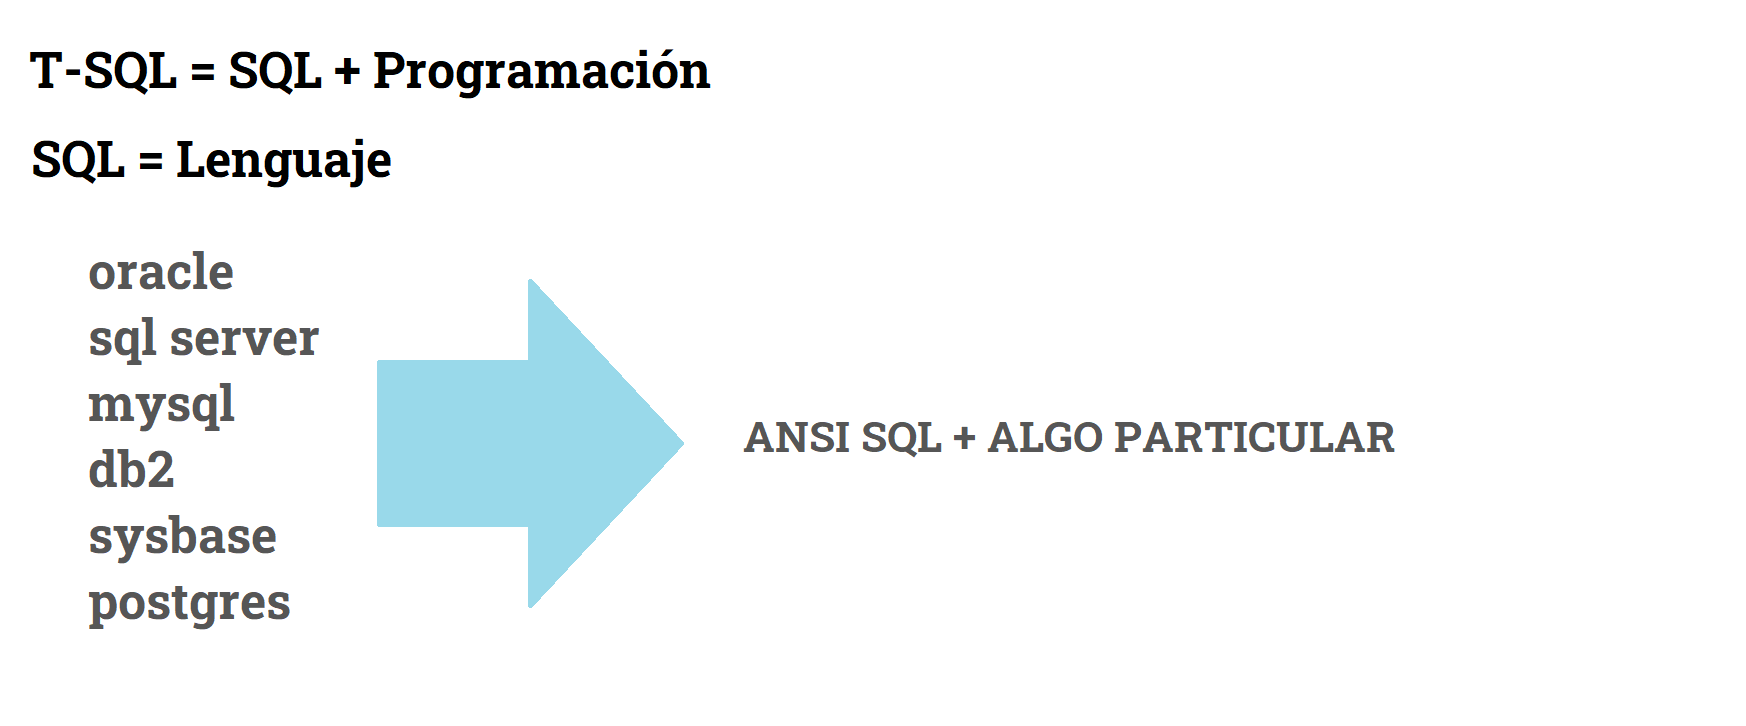 T-SQL = SQL + Programación
SQL = Lenguaje
oracle
sql server
mysql
db2
sysbase
postgres
ANSI SQL + ALGO PARTICULAR